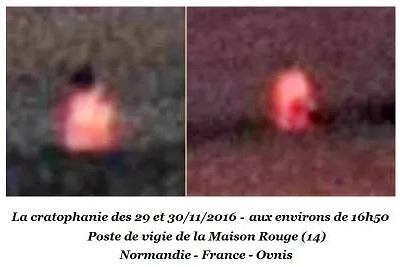 La cratophanie des 29 et 30/11/2016 - aux environs de 16h50
Poste de vigie de la Maison Rouge (14)
Normandie - France - Ovnis